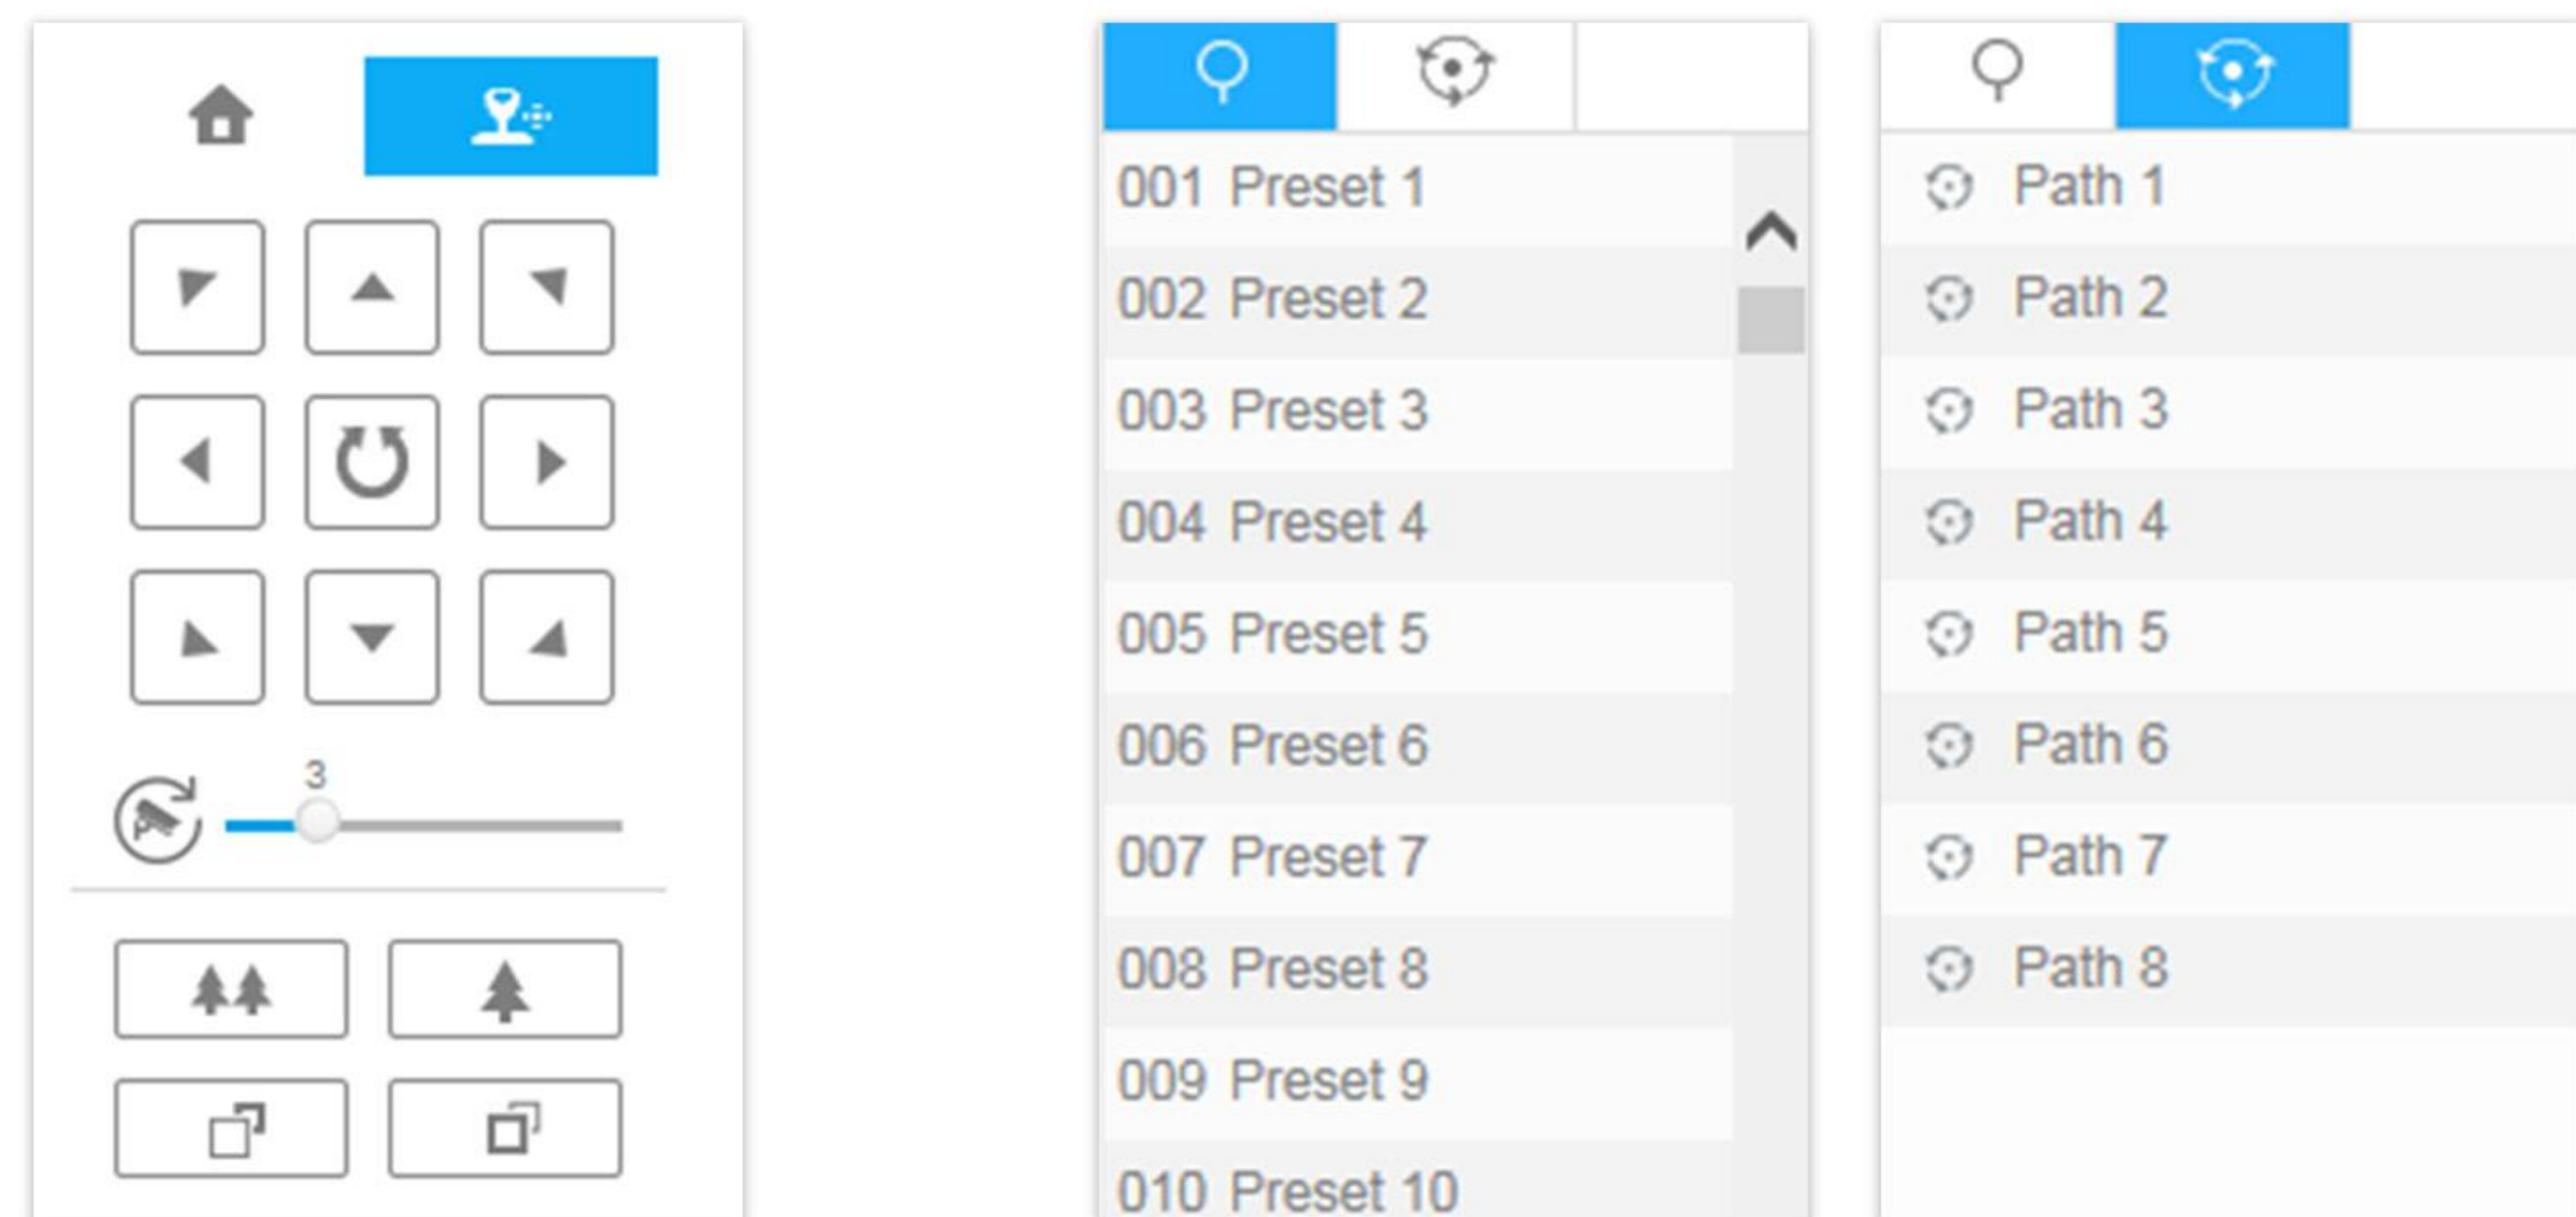 3
001 Preset 1
002 Preset 2
003 Preset 3
004 Preset 4
005 Preset 5
006 Preset 6
007 Preset 7
008 Preset 8
009 Preset 9
010 Preset 10
Path 1
Path 2
Path 3
Path 4
Path 5
Path 6
Path 7
Path 8